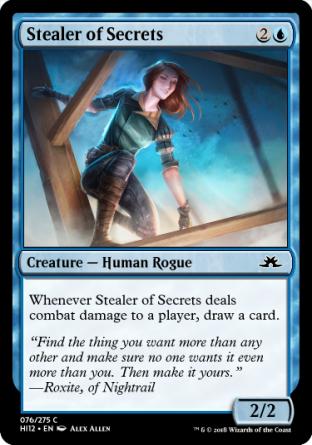 Stealer of Secrets 2
Creature — Human Rogue
Whenever Stealer of Secrets deals
combat damage to a player, draw a card.
“Find the thing you want more than any
other and make sure no one wants it even
more than you. Then make it yours.”
—Roxite, of Nightrail
2/2
076/275 C
HI12 • EN ALEX ALLEN
™ & © 2018 Wizards of the Coast